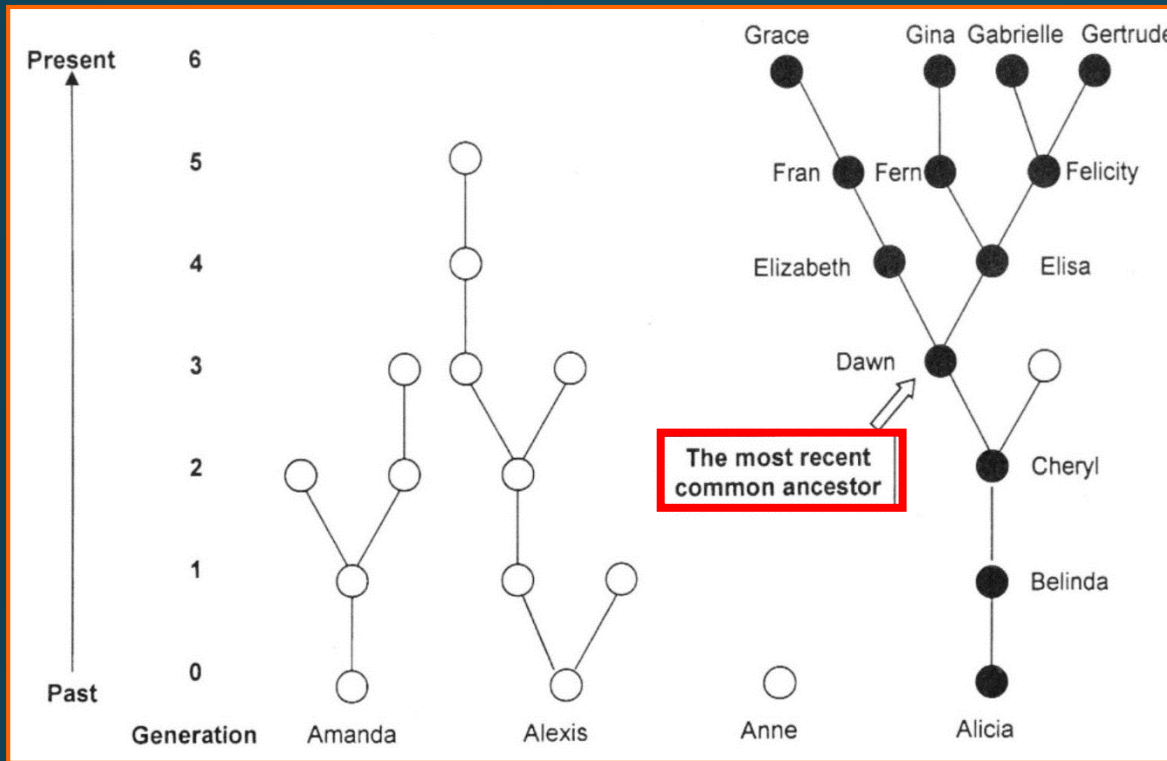 Grace Gina Gabrielle Gertrude
Present 6
5
Fran Fern Felicity
4
Elizabeth Elisa
3
Dawn
The most recent
common ancestor
2
Cheryl
1
Belinda
0
Past
Generation Amanda Alexis Anne Alicia